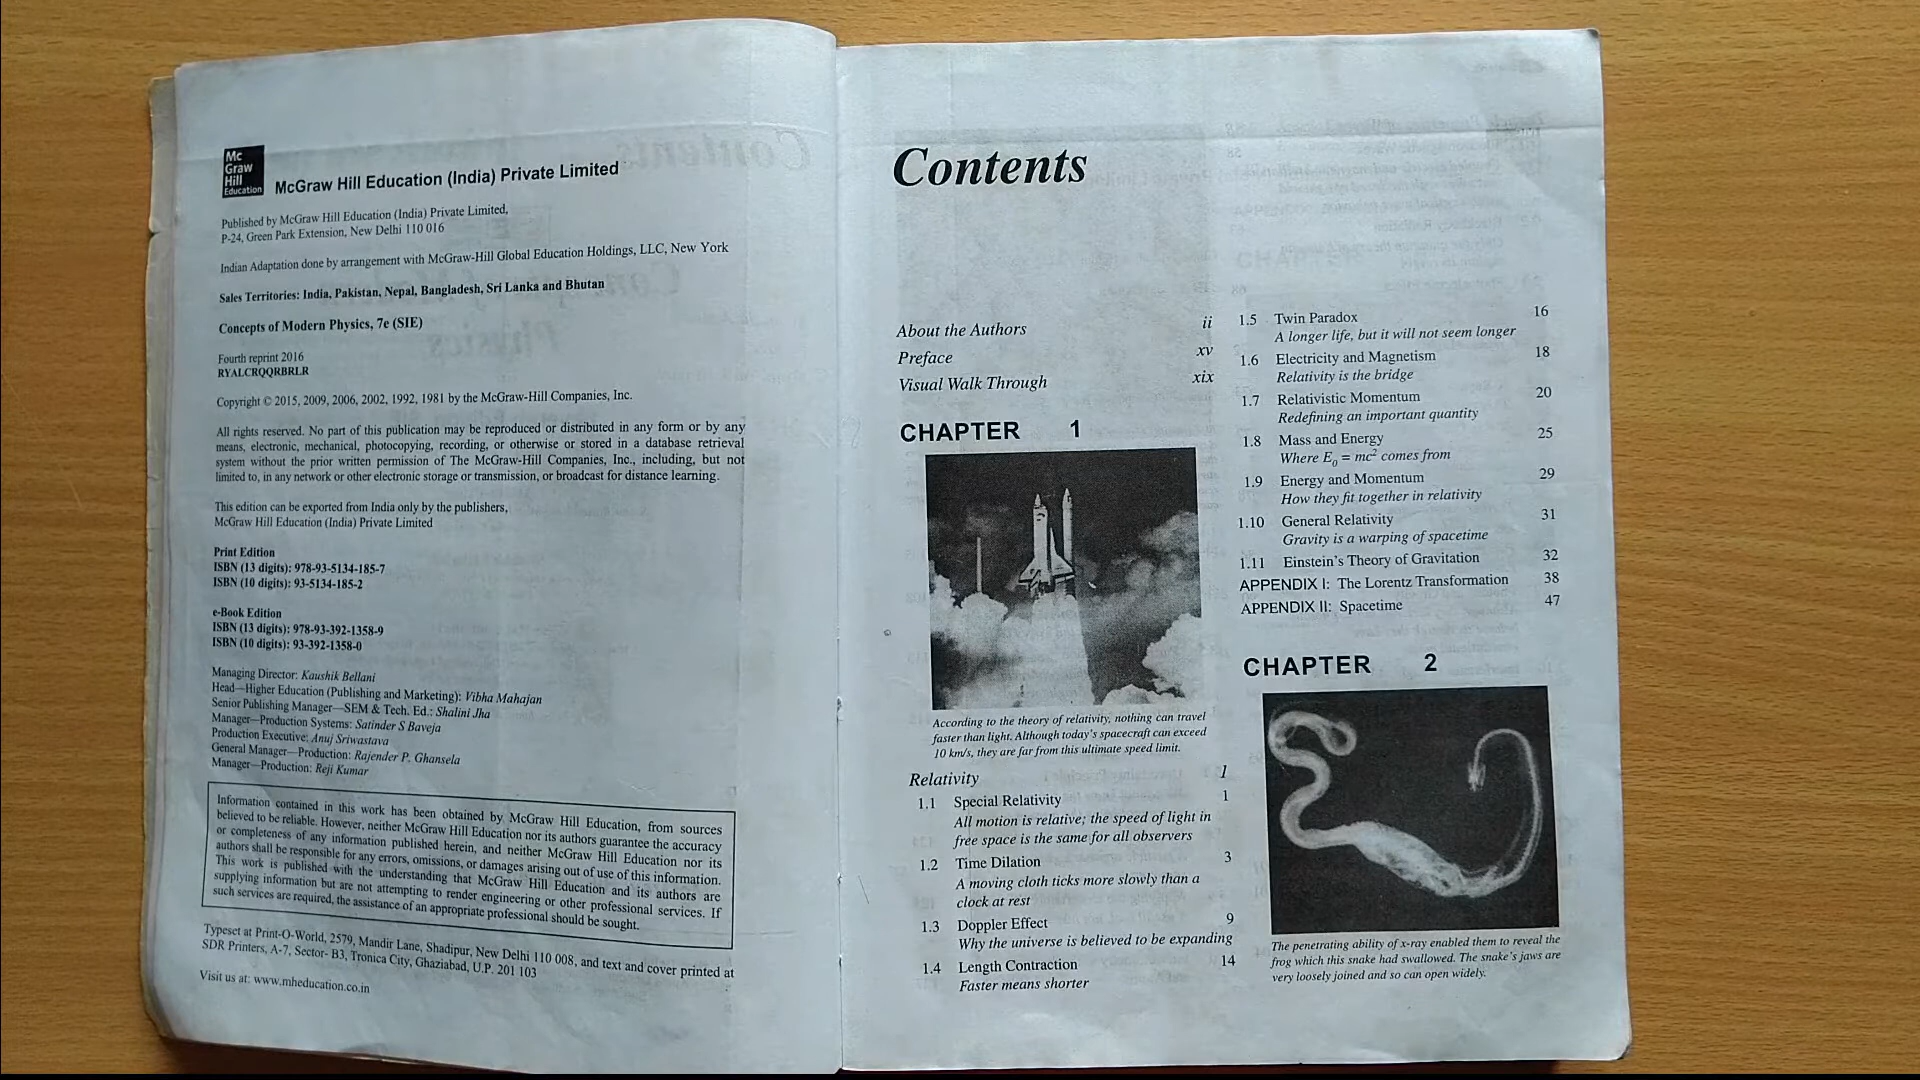 Mc
Graw
Hill
Education
McGraw Hill Education (India) Private Limited
Published by McGraw Hill Education (India) Private Limited,
P-24, Green Park Extension, New Delhi 110 016
Indian Adaptation done by arrangement with McGraw-Hill Global Education Holdings, LLC, New York
Sales Territories: India, Pakistan, Nepal, Bangladesh, Sri Lanka and Bhutan
Concepts of Modern Physics, 7e (SIE)
Fourth reprint 2016
RYALCRQQRBRLR
Copyright © 2015, 2009, 2006, 2002, 1992, 1981 by the McGraw-Hill Companies, Inc.
All rights reserved. No part of this publication may be reproduced or distributed in any form or by any
means, electronic, mechanical, photocopying, recording, or otherwise or stored in a database retrieval
system without the prior written permission of The McGraw-Hill Companies, Inc., including, but not
limited to, in any network or other electronic storage or transmission, or broadcast for distance learning.
This edition can be exported from India only by the publishers,
McGraw Hill Education (India) Private Limited
Print Edition
ISBN (13 digits): 978-93-5134-185-7
ISBN (10 digits): 93-5134-185-2
e-Book Edition
ISBN (13 digits): 978-93-392-1358-9
ISBN (10 digits): 93-392-1358-0
Managing Director: Kaushik Bellani
Head—Higher Education (Publishing and Marketing): Vibha Mahajan
Senior Publishing Manager—SEM & Tech. Ed.: Shalini Jha
Manager—Production Systems: Satinder S Baveja
Production Executive: Anuj Sriwastava
General Manager—Production: Rajender P. Ghansela
Manager—Production: Reji Kumar
Information contained in this work has been obtained by McGraw Hill Education, from sources
believed to be reliable. However, neither McGraw Hill Education nor its authors guarantee the accuracy
or completeness of any information published herein, and neither McGraw Hill Education nor its
authors shall be responsible for any errors, omissions, or damages arising out of use of this information.
This work is published with the understanding that McGraw Hill Education and its authors are
supplying information but are not attempting to render engineering or other professional services. If
such services are required, the assistance of an appropriate professional should be sought.
Typeset at Print-O-World, 2579, Mandir Lane, Shadipur, New Delhi 110 008, and text and cover printed at
SDR Printers, A-7, Sector- B3, Tronica City, Ghaziabad, U.P. 201 103
Visit us at: www.mheducation.co.in
Contents
About the Authors ii
Preface xv
Visual Walk Through xix
CHAPTER 1
According to the theory of relativity, nothing can travel
faster than light. Although today's spacecraft can exceed
10 km/s, they are far from this ultimate speed limit.
Relativity 1
1.1 Special Relativity 1
All motion is relative; the speed of light in
free space is the same for all observers
1.2 Time Dilation 3
A moving cloth ticks more slowly than a
clock at rest
1.3 Doppler Effect 9
Why the universe is believed to be expanding
1.4 Length Contraction 14
Faster means shorter
1.5 Twin Paradox 16
A longer life, but it will not seem longer
1.6 Electricity and Magnetism 18
Relativity is the bridge
1.7 Relativistic Momentum 20
Redefining an important quantity
1.8 Mass and Energy 25
Where E₀ = mc² comes from
1.9 Energy and Momentum 29
How they fit together in relativity
1.10 General Relativity 31
Gravity is a warping of spacetime
1.11 Einstein's Theory of Gravitation 32
APPENDIX I: The Lorentz Transformation 38
APPENDIX II: Spacetime 47
CHAPTER 2
The penetrating ability of x-ray enabled them to reveal the
frog which this snake had swallowed. The snake's jaws are
very loosely joined and so can open widely.